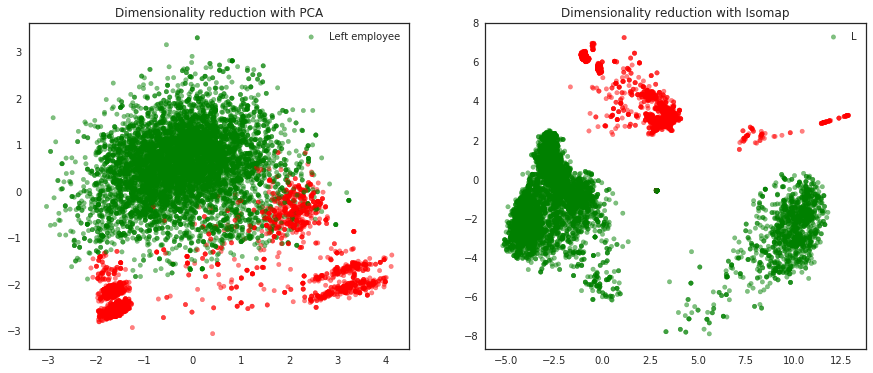 Dimensionality reduction with PCA
Left employee
3
2
1
0
−1
−2
−3
−3 −2 −1 0 1 2 3 4
Dimensionality reduction with Isomap
L
8
6
4
2
0
−2
−4
−6
−8
−5.0 −2.5 0.0 2.5 5.0 7.5 10.0 12.5